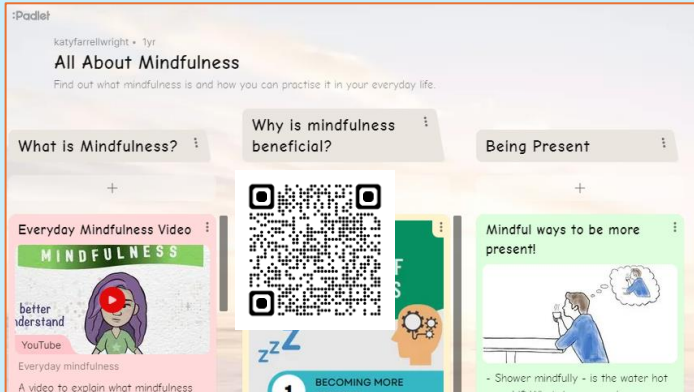 :Padlet
katyfarrellwright • 1yr
All About Mindfulness
Find out what mindfulness is and how you can practise it in your everyday life.
What is Mindfulness?
Why is mindfulness
beneficial?
Being Present
Everyday Mindfulness Video
MINDFULNESS
better
YouTube
Everyday mindfulness
A video to explain what mindfulness
zzZ
1
BECOMING MORE
Mindful ways to be more
present!
- Shower mindfully - is the water hot